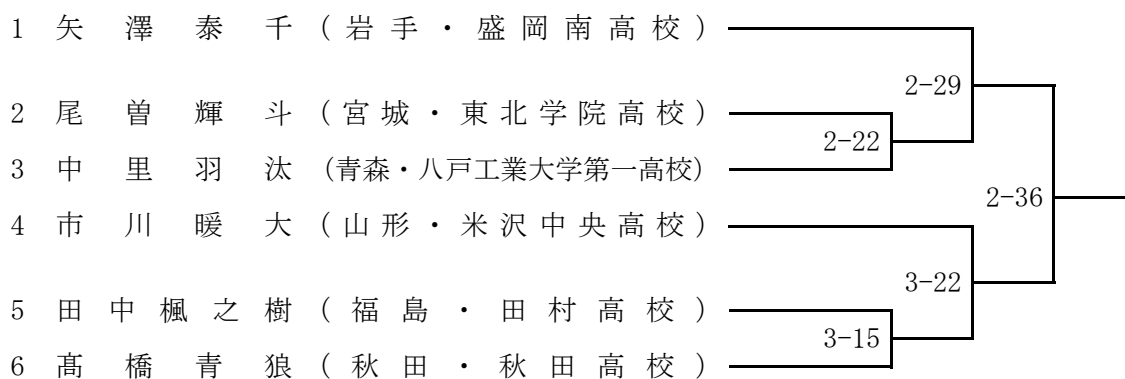 1 矢澤泰千 (岩手・盛岡南高校)
2-29
2 尾曽輝斗 (宮城・東北学院高校)
2-22
3 中里羽汰 (青森・八戸工業大学第一高校)
2-36
4 市川暖大 (山形・米沢中央高校)
3-22
5 田中楓之樹 (福島・田村高校)
3-15
6 髙橋青狼 (秋田・秋田高校)